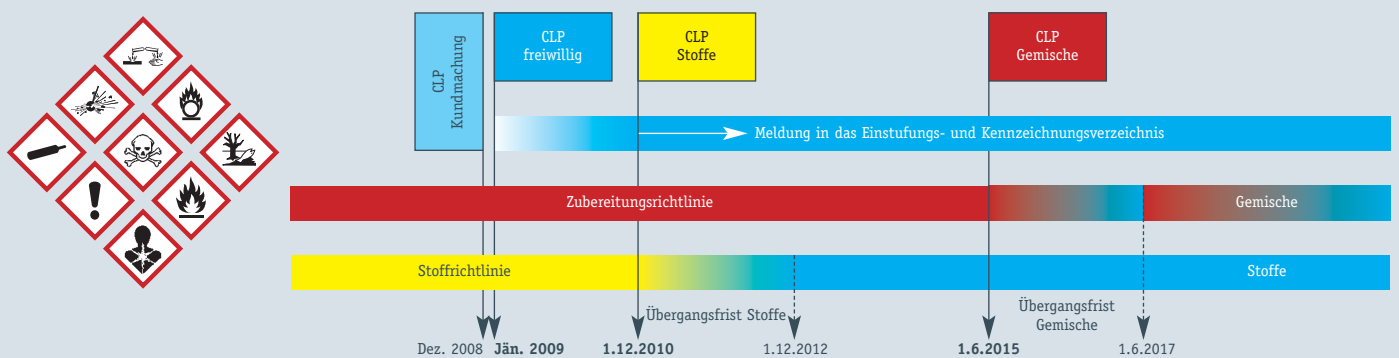 CLP
Kundmachung
CLP
freiwillig
CLP
Stoffe
CLP
Gemische
Meldung in das Einstufungs- und Kennzeichnungsverzeichnis
Zubereitungsrichtlinie
Gemische
Stoffrichtlinie
Stoffe
Übergangsfrist Stoffe
Übergangsfrist
Gemische
Dez. 2008
Jän. 2009
1.12.2010
1.12.2012
1.6.2015
1.6.2017